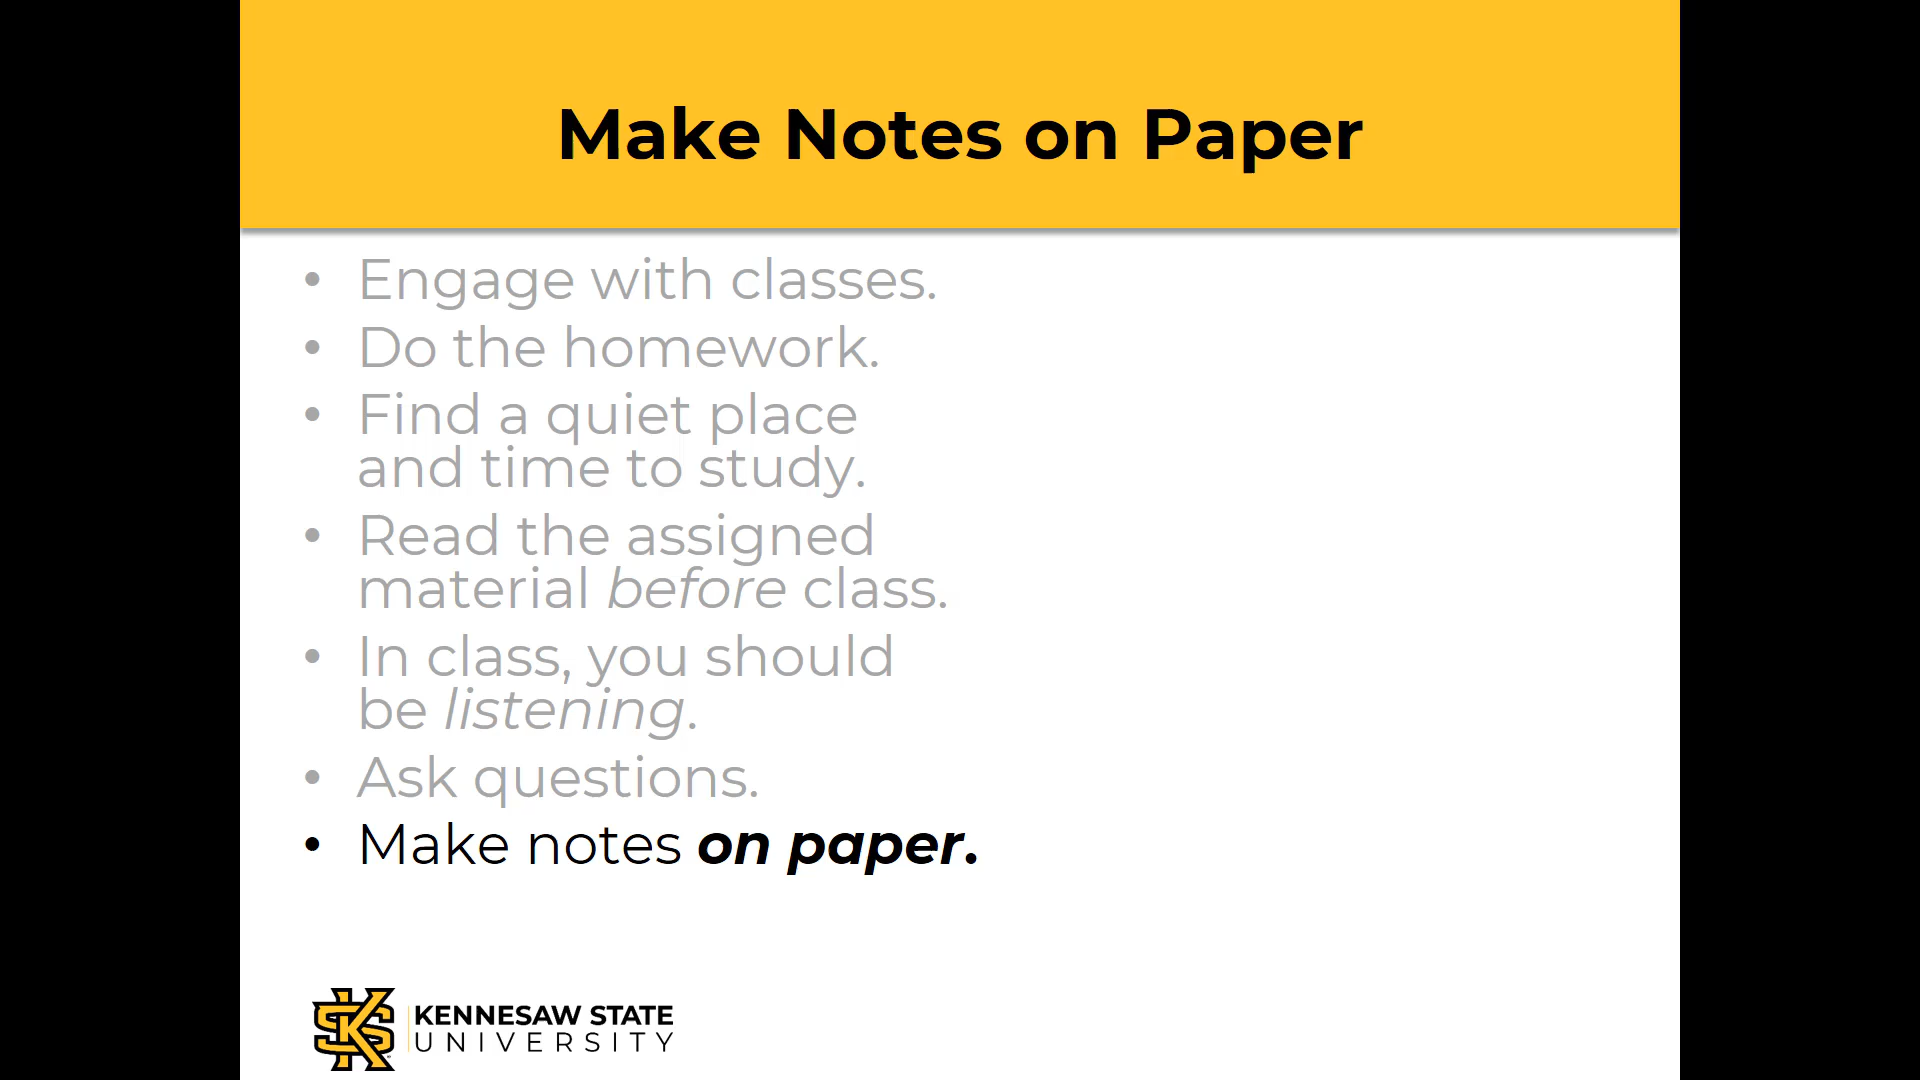 Make Notes on Paper
• Engage with classes.
• Do the homework.
• Find a quiet place
and time to study.
• Read the assigned
material before class.
• In class, you should
be listening.
• Ask questions.
• Make notes on paper.
KS
KENNESAW STATE
UNIVERSITY